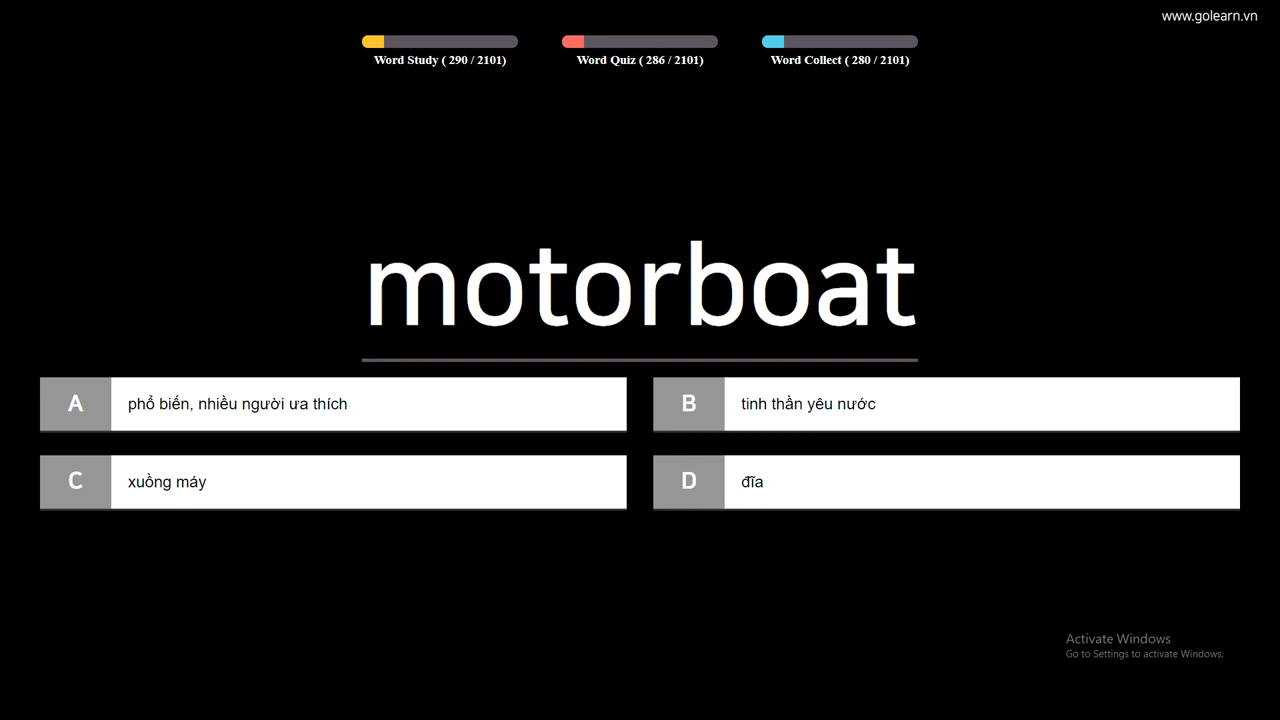 www.golearn.vn
Word Study ( 290 / 2101)
Word Quiz ( 286 / 2101)
Word Collect ( 280 / 2101)
motorboat
A phổ biến, nhiều người ưa thích
B tinh thần yêu nước
C xuồng máy
D đĩa
Activate Windows
Go to Settings to activate Windows.